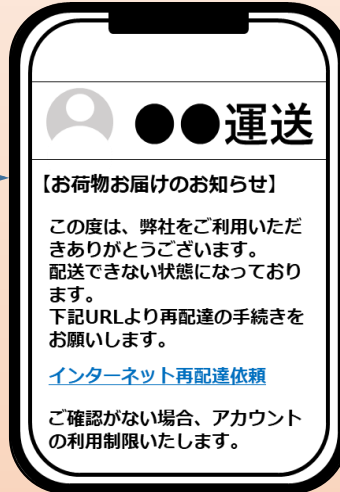 ●●運送
【お荷物お届けのお知らせ】
この度は、弊社をご利用いただ
きありがとうございます。
配送できない状態になっており
ます。
下記URLより再配達の手続きを
お願いします。
インターネット再配達依頼
ご確認がない場合、アカウント
の利用制限いたします。